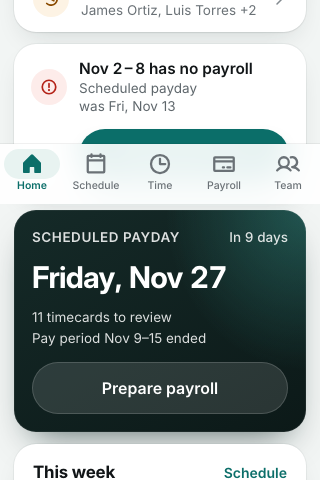 James Ortiz, Luis Torres +2
Nov 2–8 has no payroll
Scheduled payday
was Fri, Nov 13
Home
Schedule
Time
Payroll
Team
SCHEDULED PAYDAY
In 9 days
Friday, Nov 27
11 timecards to review
Pay period Nov 9–15 ended
Prepare payroll
This week
Schedule